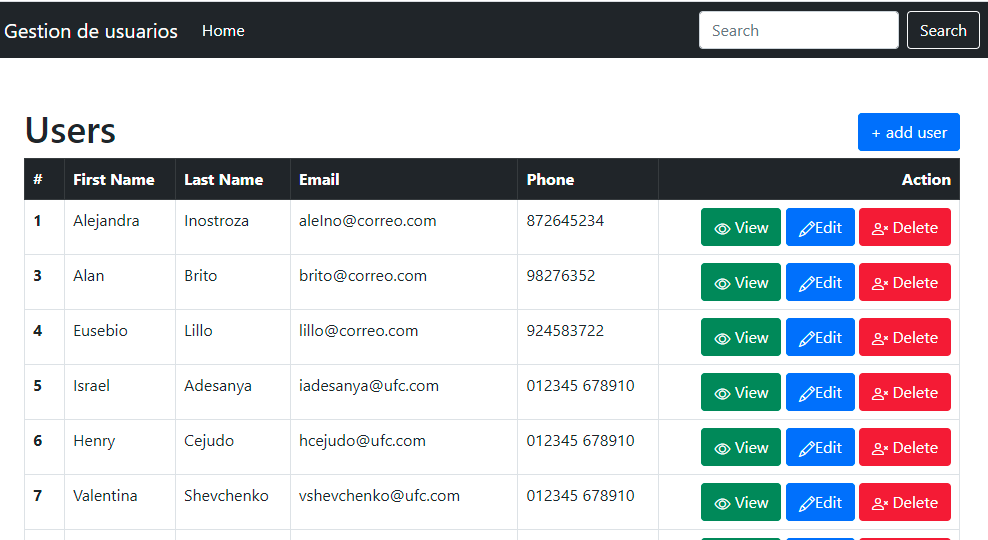 Gestion de usuarios Home Search Search
Users + add user
# First Name Last Name Email Phone Action
1 Alejandra Inostroza aleIno@correo.com 872645234 View Edit Delete
3 Alan Brito brito@correo.com 98276352 View Edit Delete
4 Eusebio Lillo lillo@correo.com 924583722 View Edit Delete
5 Israel Adesanya iadesanya@ufc.com 012345 678910 View Edit Delete
6 Henry Cejudo hcejudo@ufc.com 012345 678910 View Edit Delete
7 Valentina Shevchenko vshevchenko@ufc.com 012345 678910 View Edit Delete